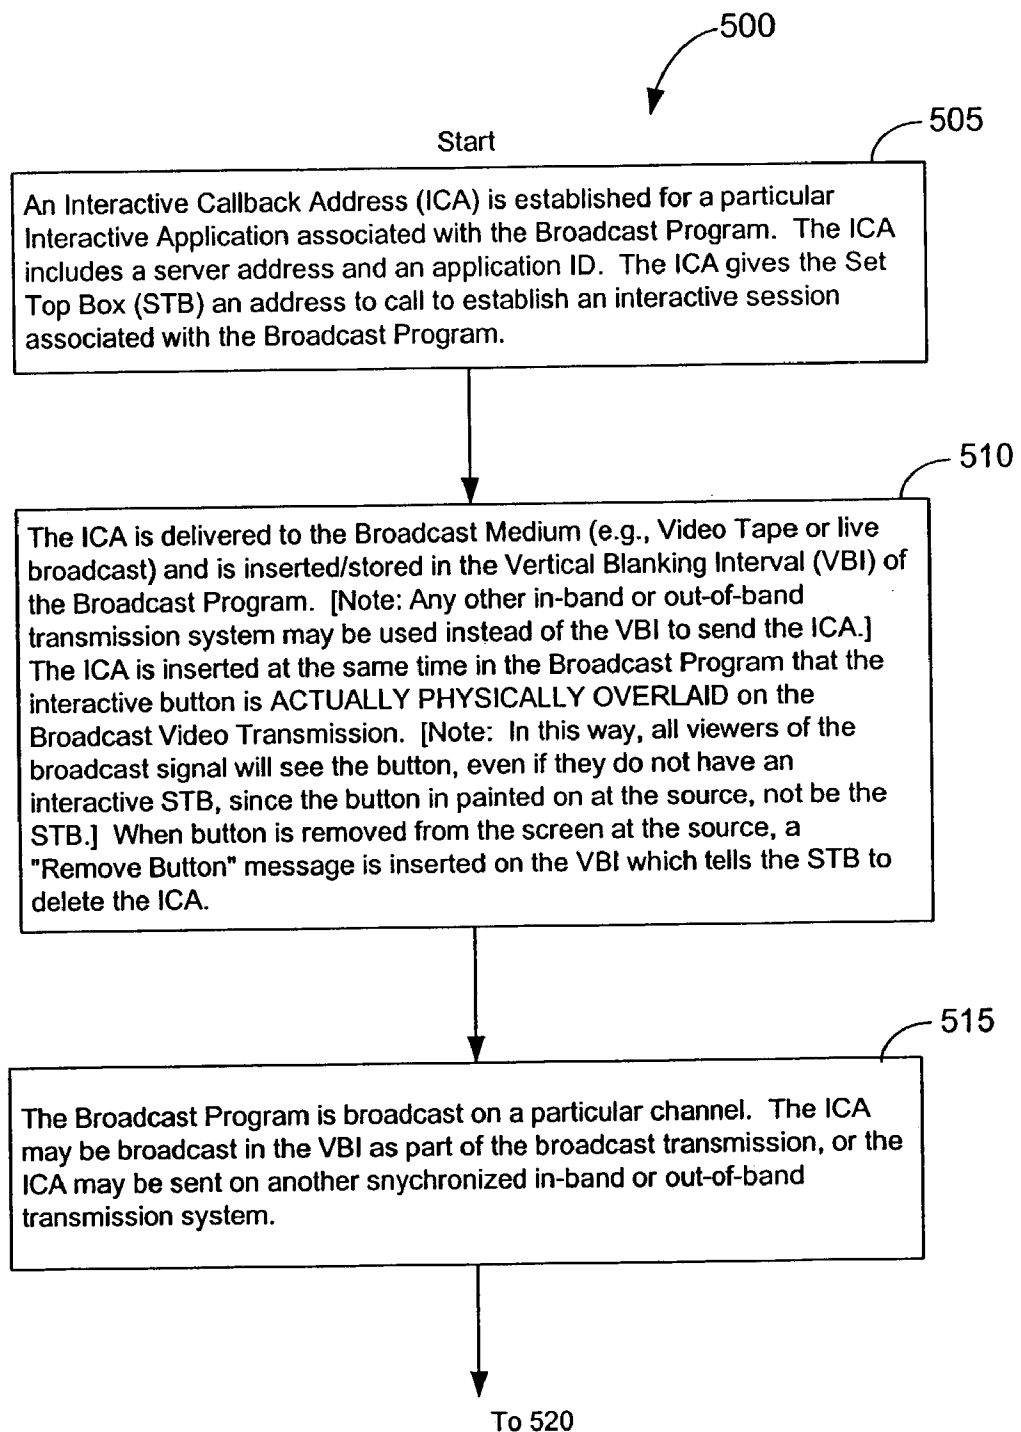 500
Start
505
An Interactive Callback Address (ICA) is established for a particular
Interactive Application associated with the Broadcast Program. The ICA
includes a server address and an application ID. The ICA gives the Set
Top Box (STB) an address to call to establish an interactive session
associated with the Broadcast Program.
510
The ICA is delivered to the Broadcast Medium (e.g., Video Tape or live
broadcast) and is inserted/stored in the Vertical Blanking Interval (VBI) of
the Broadcast Program. [Note: Any other in-band or out-of-band
transmission system may be used instead of the VBI to send the ICA.]
The ICA is inserted at the same time in the Broadcast Program that the
interactive button is ACTUALLY PHYSICALLY OVERLAID on the
Broadcast Video Transmission. [Note: In this way, all viewers of the
broadcast signal will see the button, even if they do not have an
interactive STB, since the button in painted on at the source, not be the
STB.] When button is removed from the screen at the source, a
"Remove Button" message is inserted on the VBI which tells the STB to
delete the ICA.
515
The Broadcast Program is broadcast on a particular channel. The ICA
may be broadcast in the VBI as part of the broadcast transmission, or the
ICA may be sent on another snychronized in-band or out-of-band
transmission system.
To 520